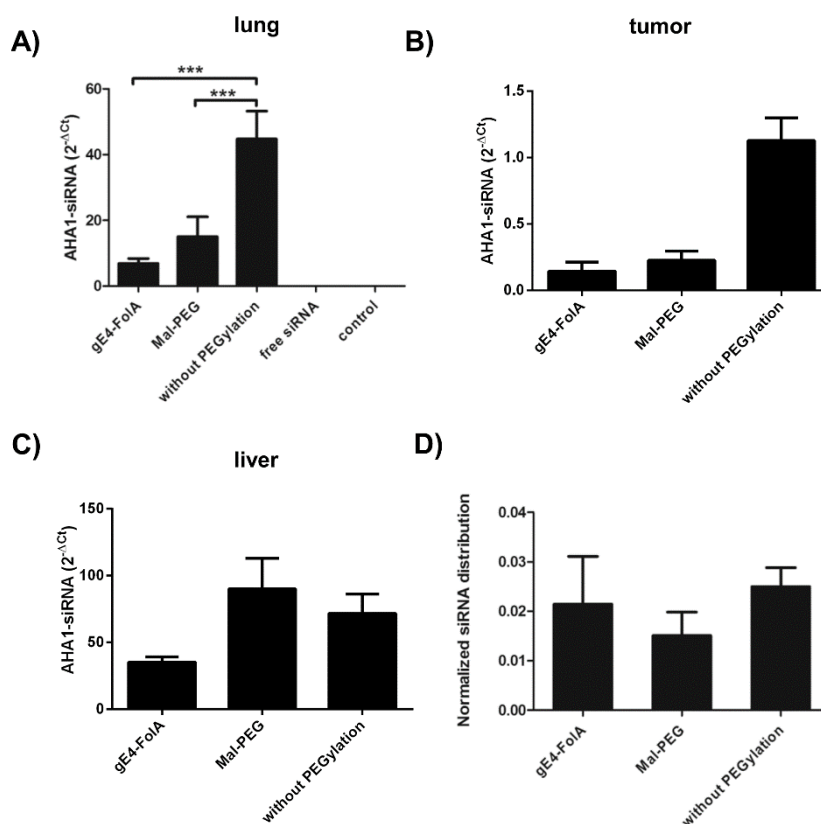 A)
lung
AHA1-siRNA (2-ΔCt)
60
40
20
0
***
***
gE4-FolA
Mal-PEG
without PEGylation
free siRNA
control
B)
tumor
AHA1-siRNA (2-ΔCt)
1.5
1.0
0.5
0.0
gE4-FolA
Mal-PEG
without PEGylation
C)
liver
AHA1-siRNA (2-ΔCt)
150
100
50
0
gE4-FolA
Mal-PEG
without PEGylation
D)
Normalized siRNA distribution
0.04
0.03
0.02
0.01
0.00
gE4-FolA
Mal-PEG
without PEGylation